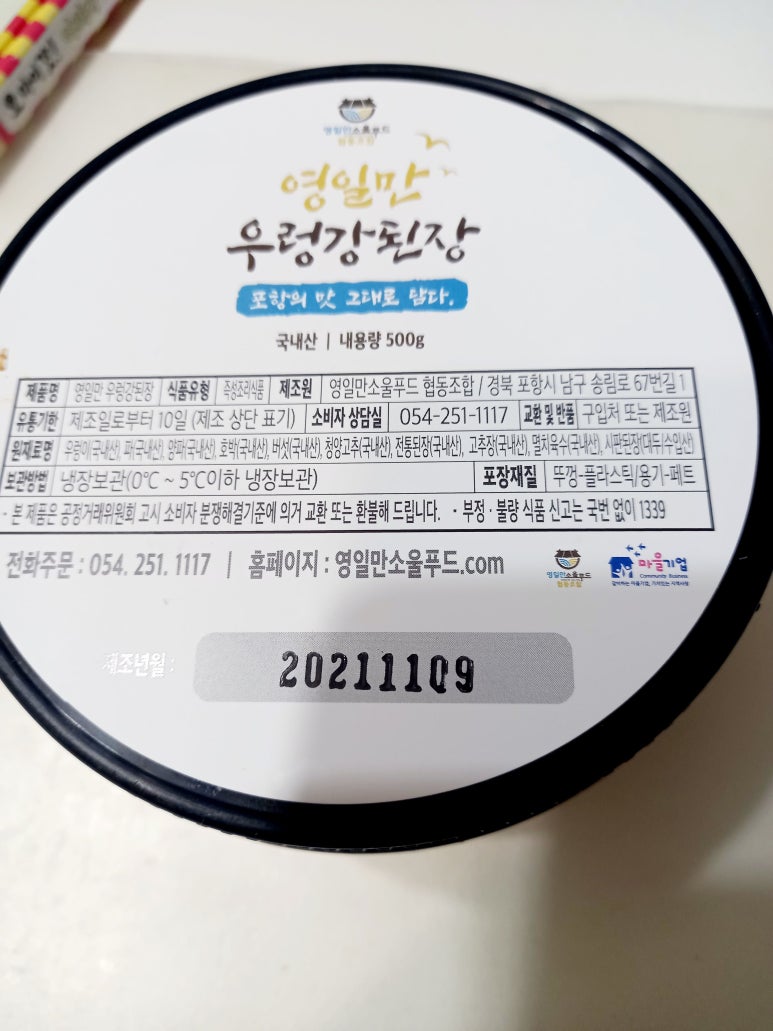 영일만소울푸드
협동조합
영일만
우렁강된장
포항의 맛 그대로 담다.
국내산 | 내용량 500g
제품명 영일만 우렁강된장 식품유형 즉석조리식품 제조원 영일만소울푸드 협동조합 / 경북 포항시 남구 송림로 67번길 1
유통기한 제조일로부터 10일 (제조 상단 표기) 소비자 상담실 054-251-1117 교환 및 반품 구입처 또는 제조원
원재료명 우렁이(국내산), 파(국내산), 양파(국내산), 호박(국내산), 버섯(국내산), 청양고추(국내산), 전통된장(국내산), 고추장(국내산), 멸치육수(국내산), 시판된장(대두(수입산)
보관방법 냉장보관(0℃ ~ 5℃이하 냉장보관) 포장재질 뚜껑-플라스틱/용기-페트
· 본 제품은 공정거래위원회 고시 소비자 분쟁해결기준에 의거 교환 또는 환불해 드립니다. · 부정 · 불량 식품 신고는 국번 없이 1339
전화주문 : 054. 251. 1117 | 홈페이지 : 영일만소울푸드.com
영일만소울푸드
협동조합
마을기업
Community Business
제조년월 :
20211109